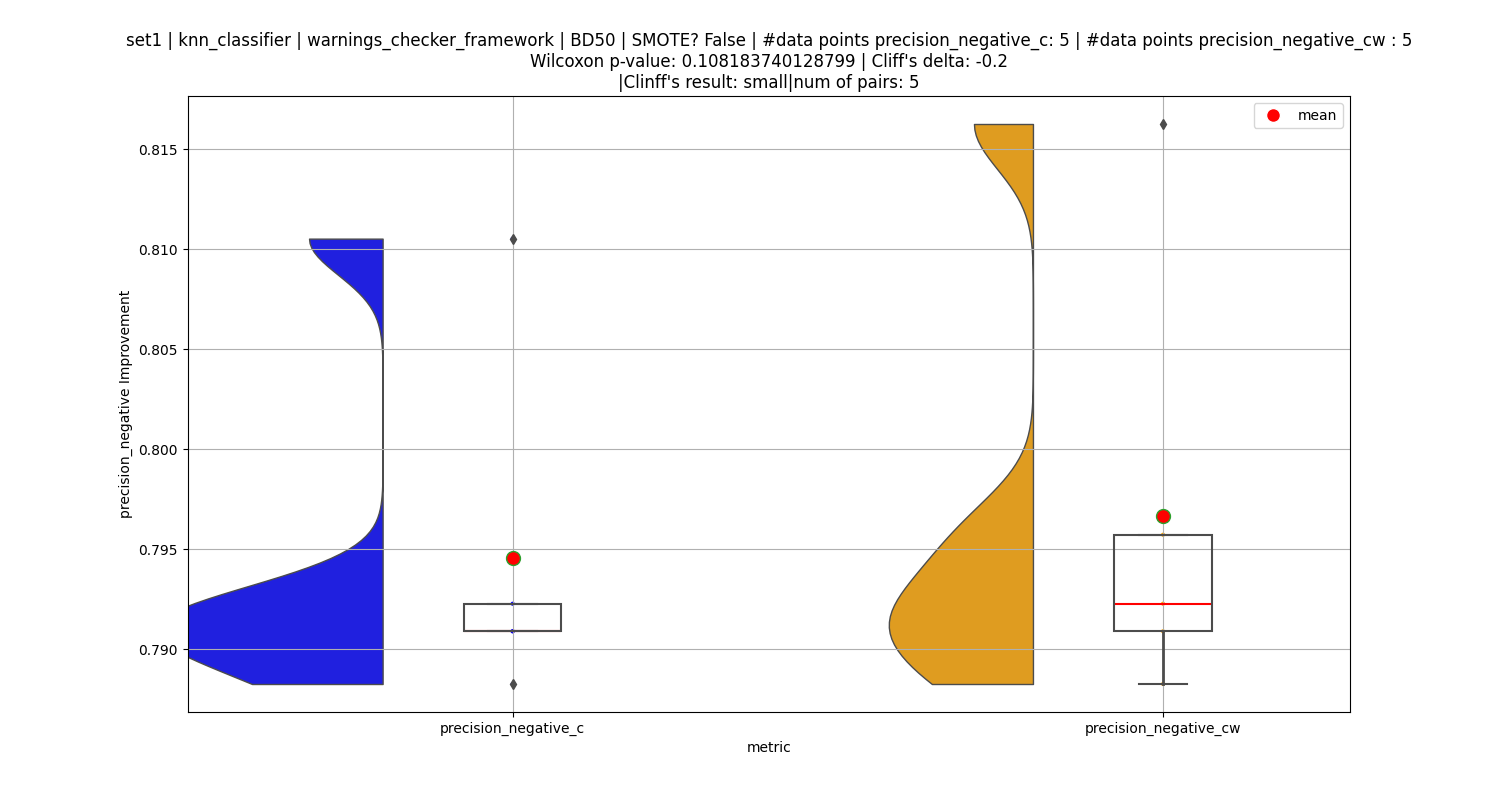 set1 | knn_classifier | warnings_checker_framework | BD50 | SMOTE? False | #data points precision_negative_c: 5 | #data points precision_negative_cw : 5
Wilcoxon p-value: 0.108183740128799 | Cliff's delta: -0.2
|Clinff's result: small|num of pairs: 5
mean
precision_negative Improvement
0.815
0.810
0.805
0.800
0.795
0.790
precision_negative_c
precision_negative_cw
metric